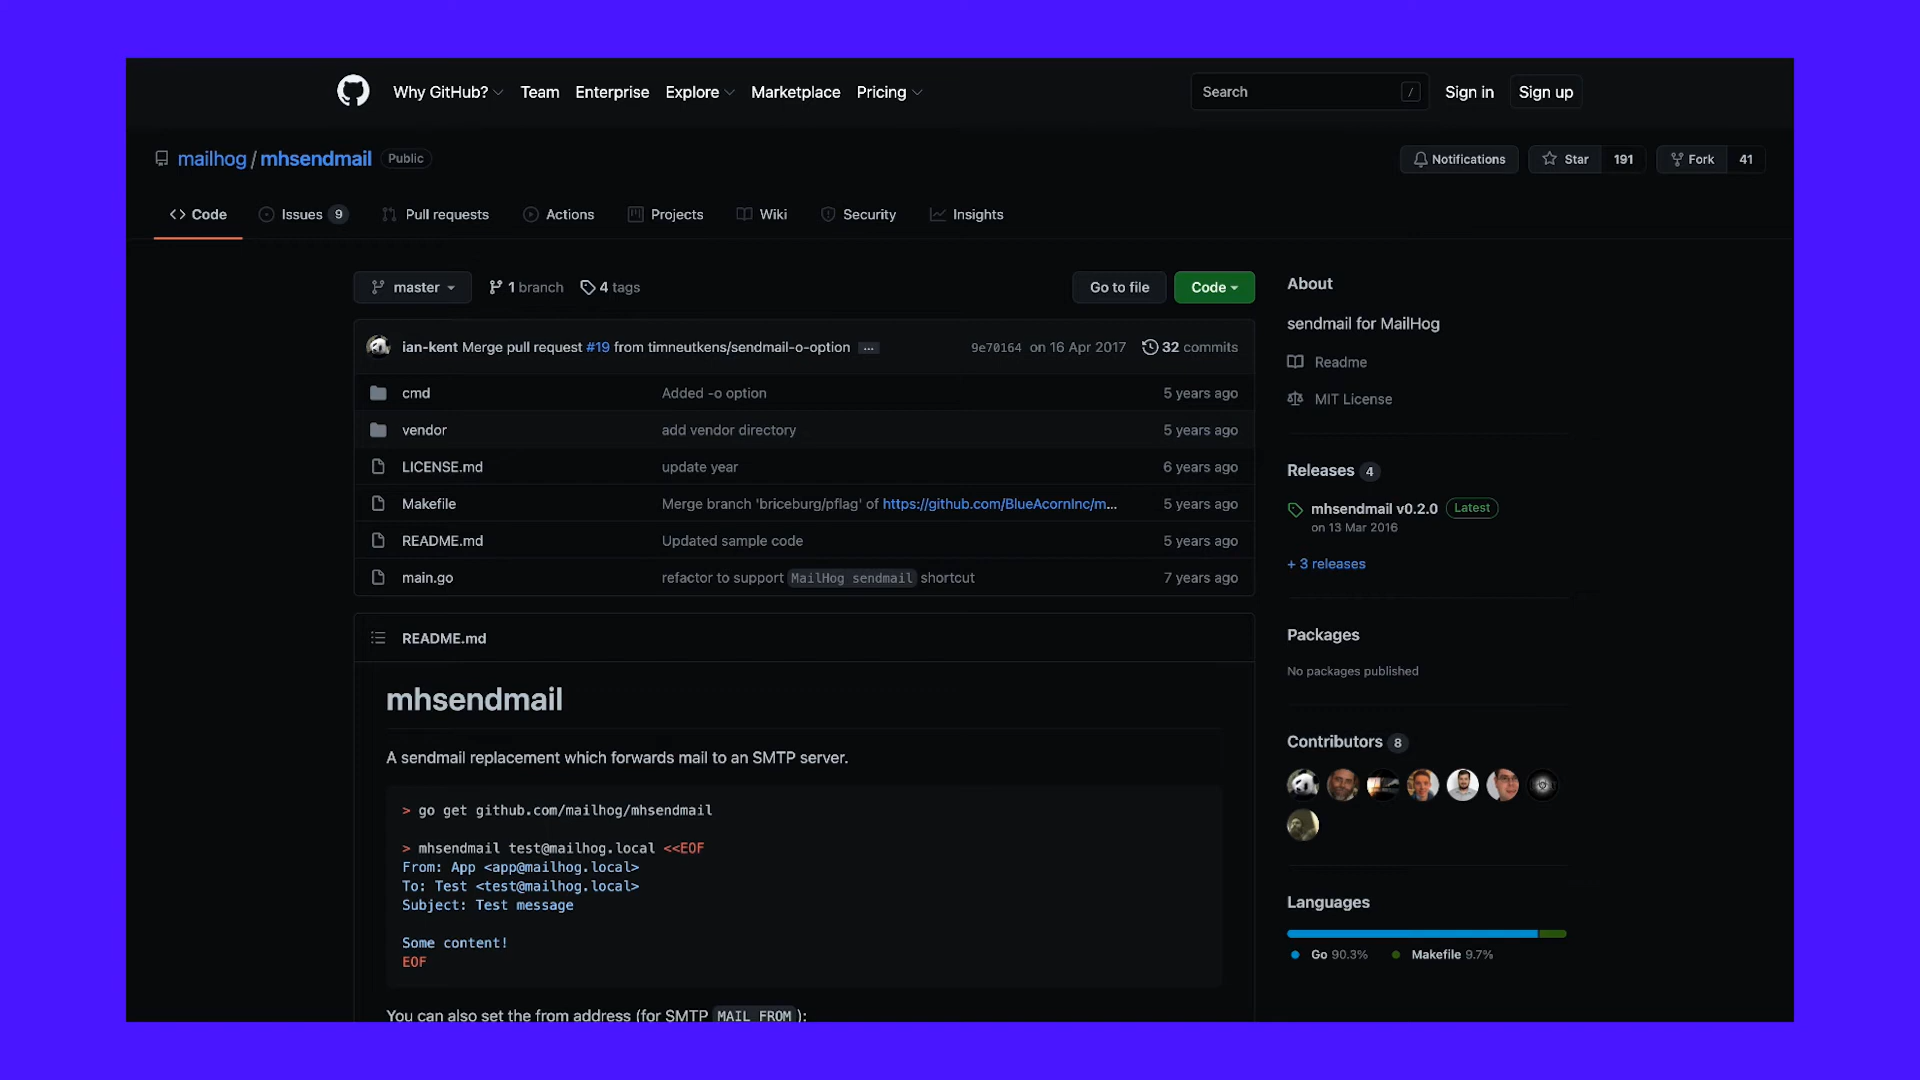 Why GitHub? Team Enterprise Explore Marketplace Pricing Search / Sign in Sign up
mailhog / mhsendmail Public Notifications Star 191 Fork 41
<> Code Issues 9 Pull requests Actions Projects Wiki Security Insights
master 1 branch 4 tags Go to file Code
ian-kent Merge pull request #19 from timneutkens/sendmail-o-option ... 9e70164 on 16 Apr 2017 32 commits
cmd Added -o option 5 years ago
vendor add vendor directory 5 years ago
LICENSE.md update year 6 years ago
Makefile Merge branch 'briceburg/pflag' of https://github.com/BlueAcornInc/m... 5 years ago
README.md Updated sample code 5 years ago
main.go refactor to support MailHog sendmail shortcut 7 years ago
README.md
mhsendmail
A sendmail replacement which forwards mail to an SMTP server.
> go get github.com/mailhog/mhsendmail
> mhsendmail test@mailhog.local <<EOF
From: App <app@mailhog.local>
To: Test <test@mailhog.local>
Subject: Test message
Some content!
EOF
You can also set the from address (for SMTP MAIL FROM):
About
sendmail for MailHog
Readme
MIT License
Releases 4
mhsendmail v0.2.0 Latest
on 13 Mar 2016
+ 3 releases
Packages
No packages published
Contributors 8
Languages
Go 90.3% Makefile 9.7%